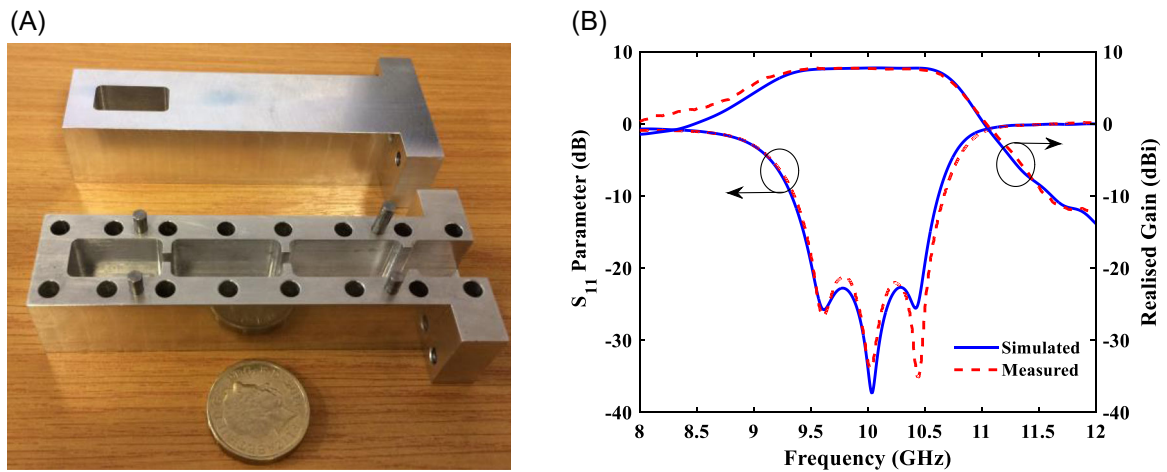 (A)
(B)
10
0
-10
-20
-30
-40
S11 Parameter (dB)
10
0
-10
-20
-30
-40
Realised Gain (dBi)
Simulated
Measured
8 8.5 9 9.5 10 10.5 11 11.5 12
Frequency (GHz)